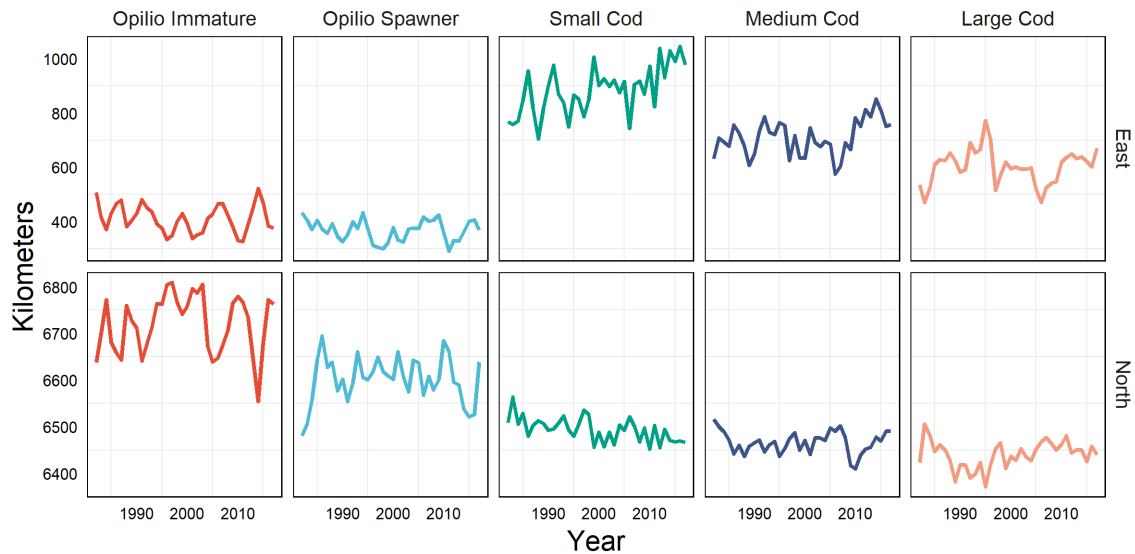 Opilio Immature Opilio Spawner Small Cod Medium Cod Large Cod
Kilometers
1000
800
600
400
East
6800
6700
6600
6500
6400
North
1990 2000 2010 1990 2000 2010 1990 2000 2010 1990 2000 2010 1990 2000 2010
Year